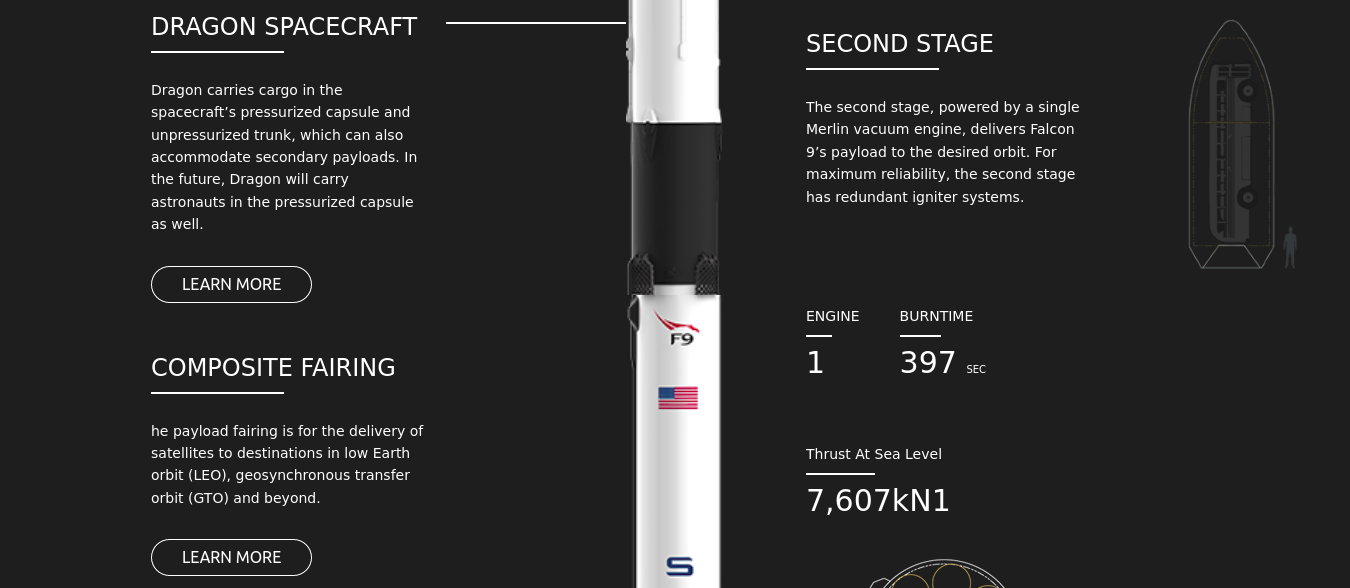 DRAGON SPACECRAFT
Dragon carries cargo in the
spacecraft’s pressurized capsule and
unpressurized trunk, which can also
accommodate secondary payloads. In
the future, Dragon will carry
astronauts in the pressurized capsule
as well.
LEARN MORE
COMPOSITE FAIRING
he payload fairing is for the delivery of
satellites to destinations in low Earth
orbit (LEO), geosynchronous transfer
orbit (GTO) and beyond.
LEARN MORE
F9
S
SECOND STAGE
The second stage, powered by a single
Merlin vacuum engine, delivers Falcon
9’s payload to the desired orbit. For
maximum reliability, the second stage
has redundant igniter systems.
ENGINE BURNTIME
1 397 SEC
Thrust At Sea Level
7,607kN1